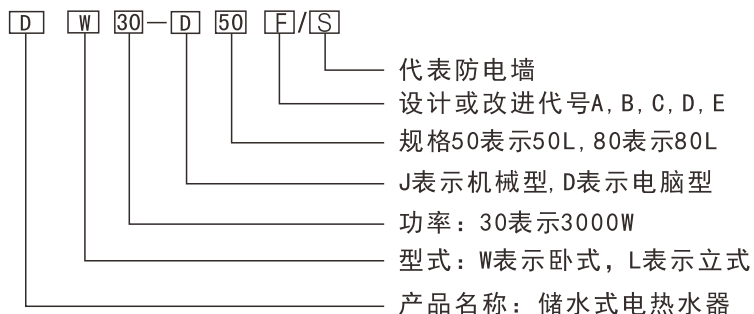 D W 30-D 50 F/S
代表防电墙
设计或改进代号A,B,C,D,E
规格50表示50L,80表示80L
J表示机械型,D表示电脑型
功率：30表示3000W
型式：W表示卧式，L表示立式
产品名称：储水式电热水器